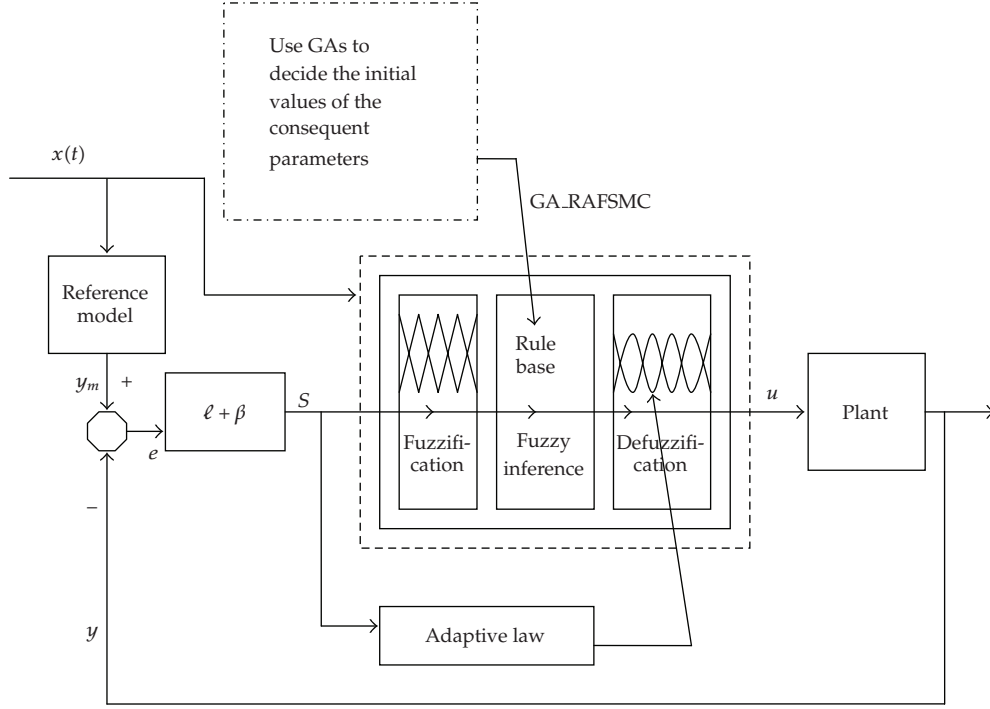 Use GAs to
decide the initial
values of the
consequent
parameters
x(t)
GA_RAFSMC
Reference
model
Rule
base
y_m +
S
u
ℓ + β
Plant
e
Fuzzifi-
cation
Fuzzy
inference
Defuzzifi-
cation
−
y
Adaptive law